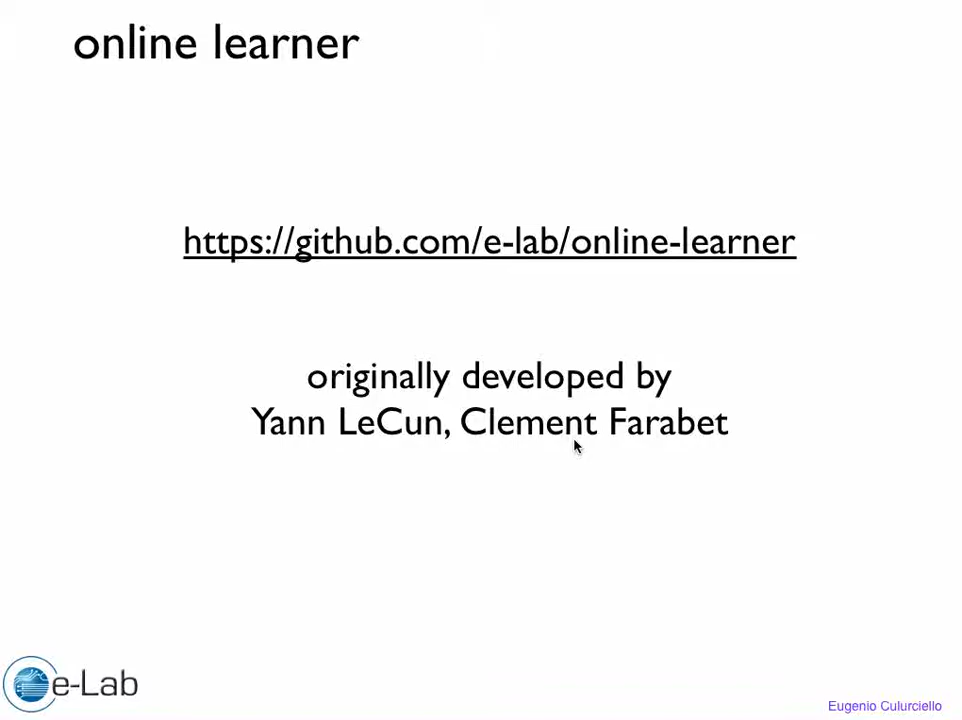 online learner
https://github.com/e-lab/online-learner
originally developed by
Yann LeCun, Clement Farabet
e-Lab
Eugenio Culurciello